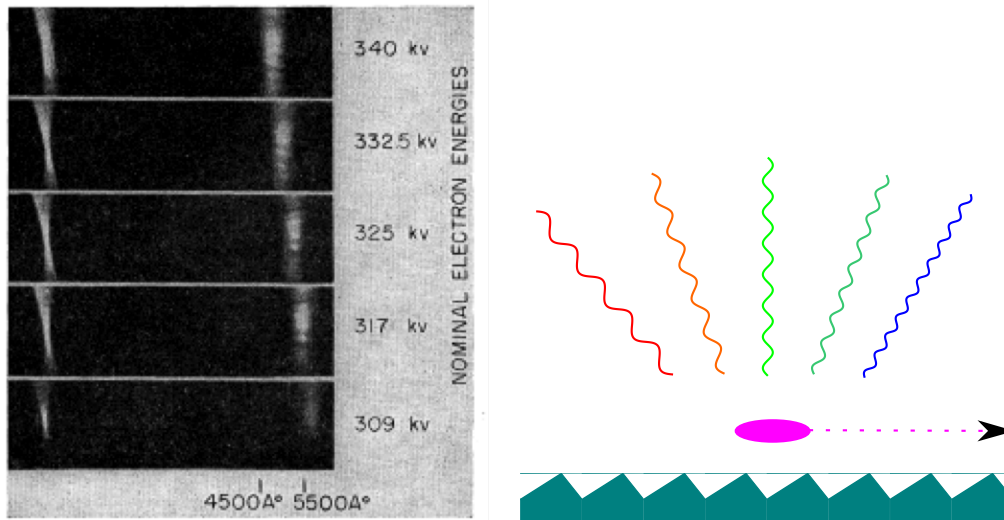 340 kv
332.5 kv
325 kv
317 kv
309 kv
NOMINAL ELECTRON ENERGIES
4500A° 5500A°